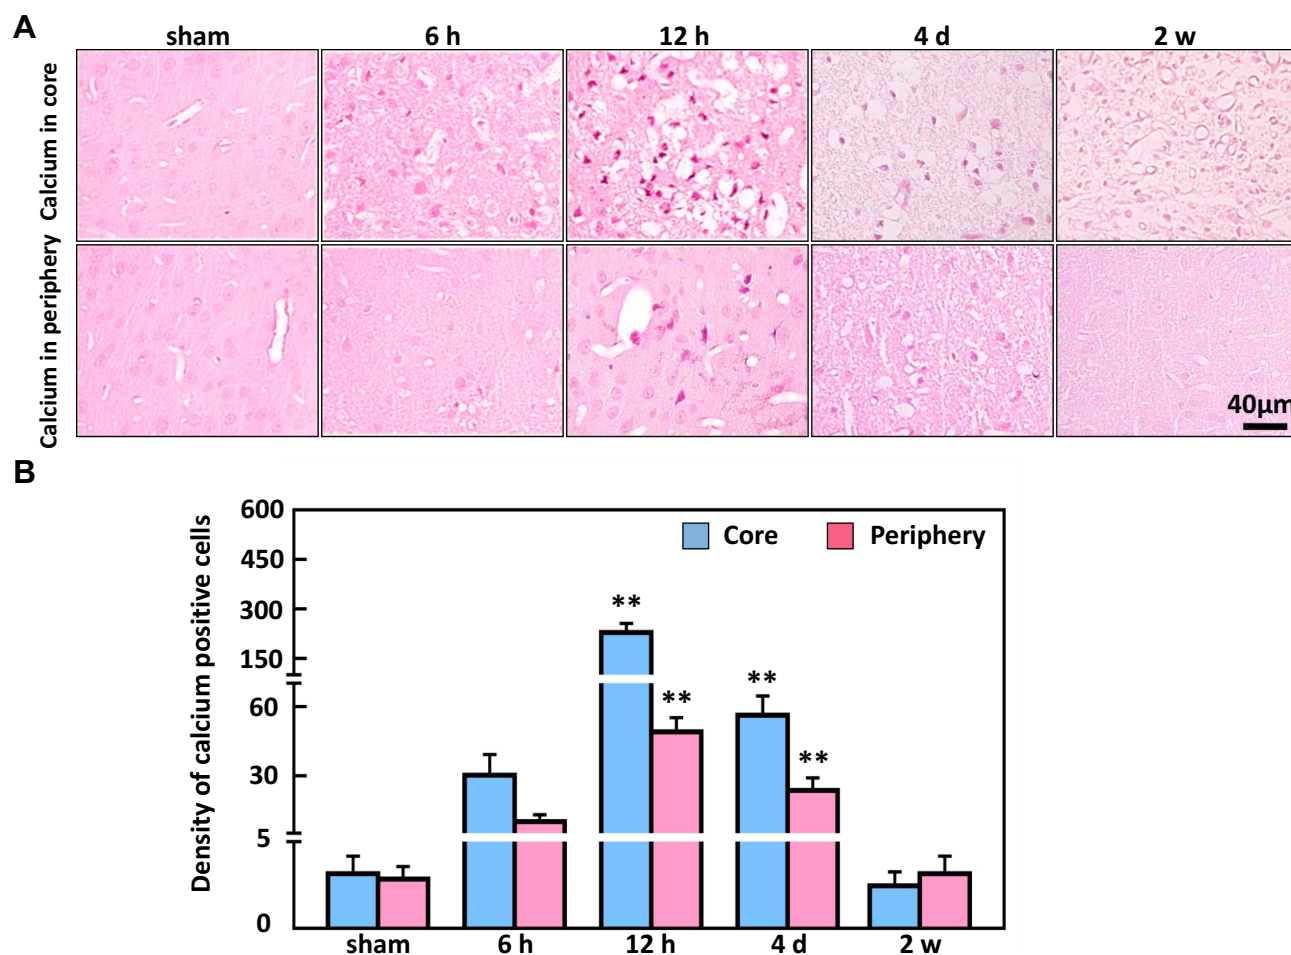 A
sham 6 h 12 h 4 d 2 w
Calcium in core
Calcium in periphery
40μm
B
Density of calcium positive cells
600
450
300
150
60
30
5
0
Core Periphery
**
**
**
**
sham 6 h 12 h 4 d 2 w